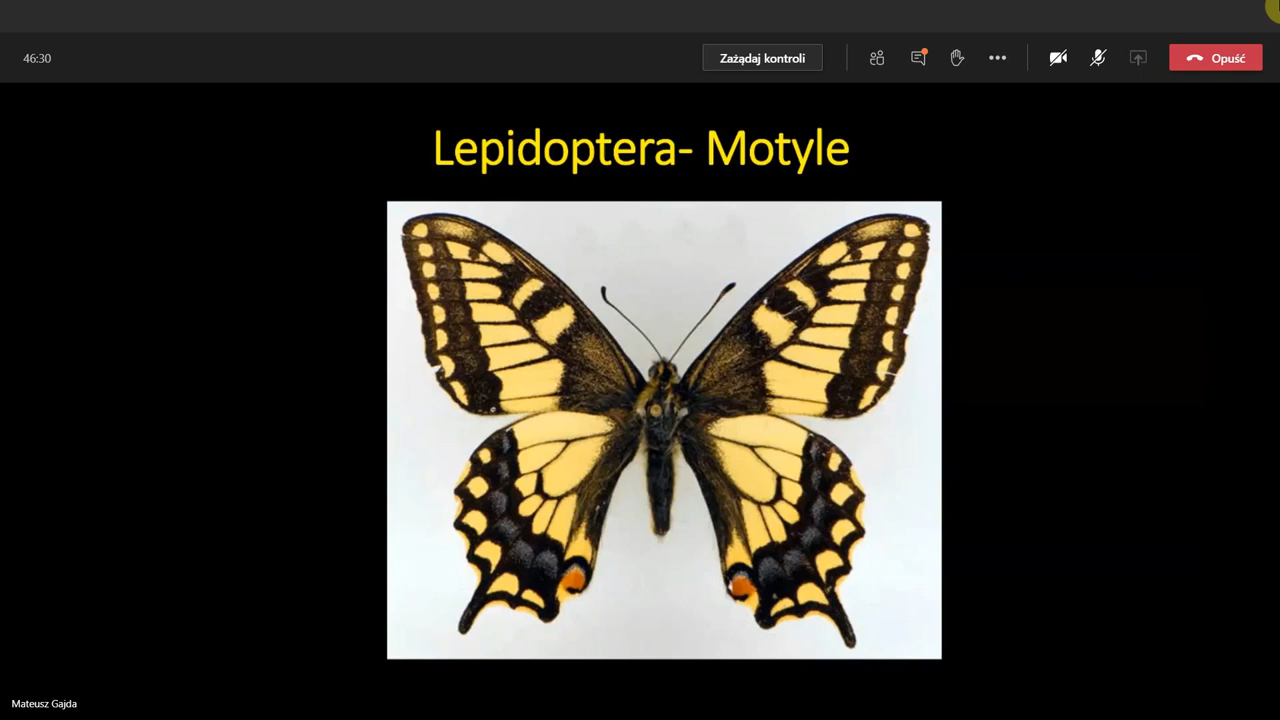 46:30
Zażądaj kontroli
Opuść
Lepidoptera- Motyle
Mateusz Gajda